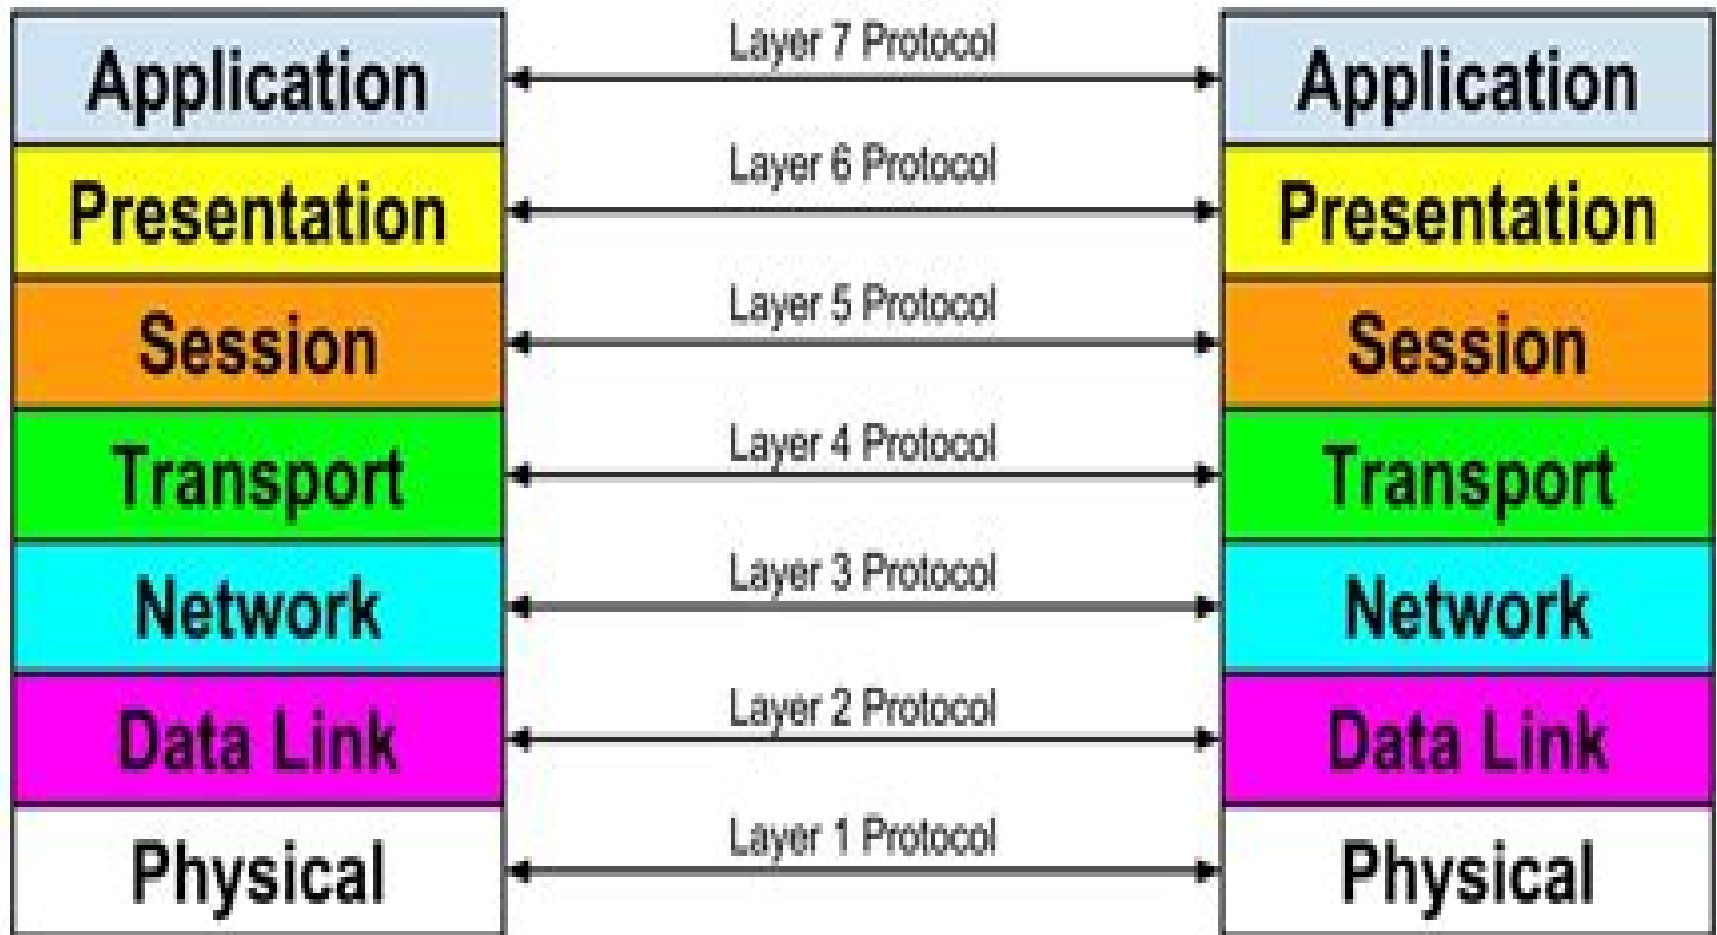 Application
Layer 7 Protocol
Application
Presentation
Layer 6 Protocol
Presentation
Session
Layer 5 Protocol
Session
Transport
Layer 4 Protocol
Transport
Network
Layer 3 Protocol
Network
Data Link
Layer 2 Protocol
Data Link
Physical
Layer 1 Protocol
Physical